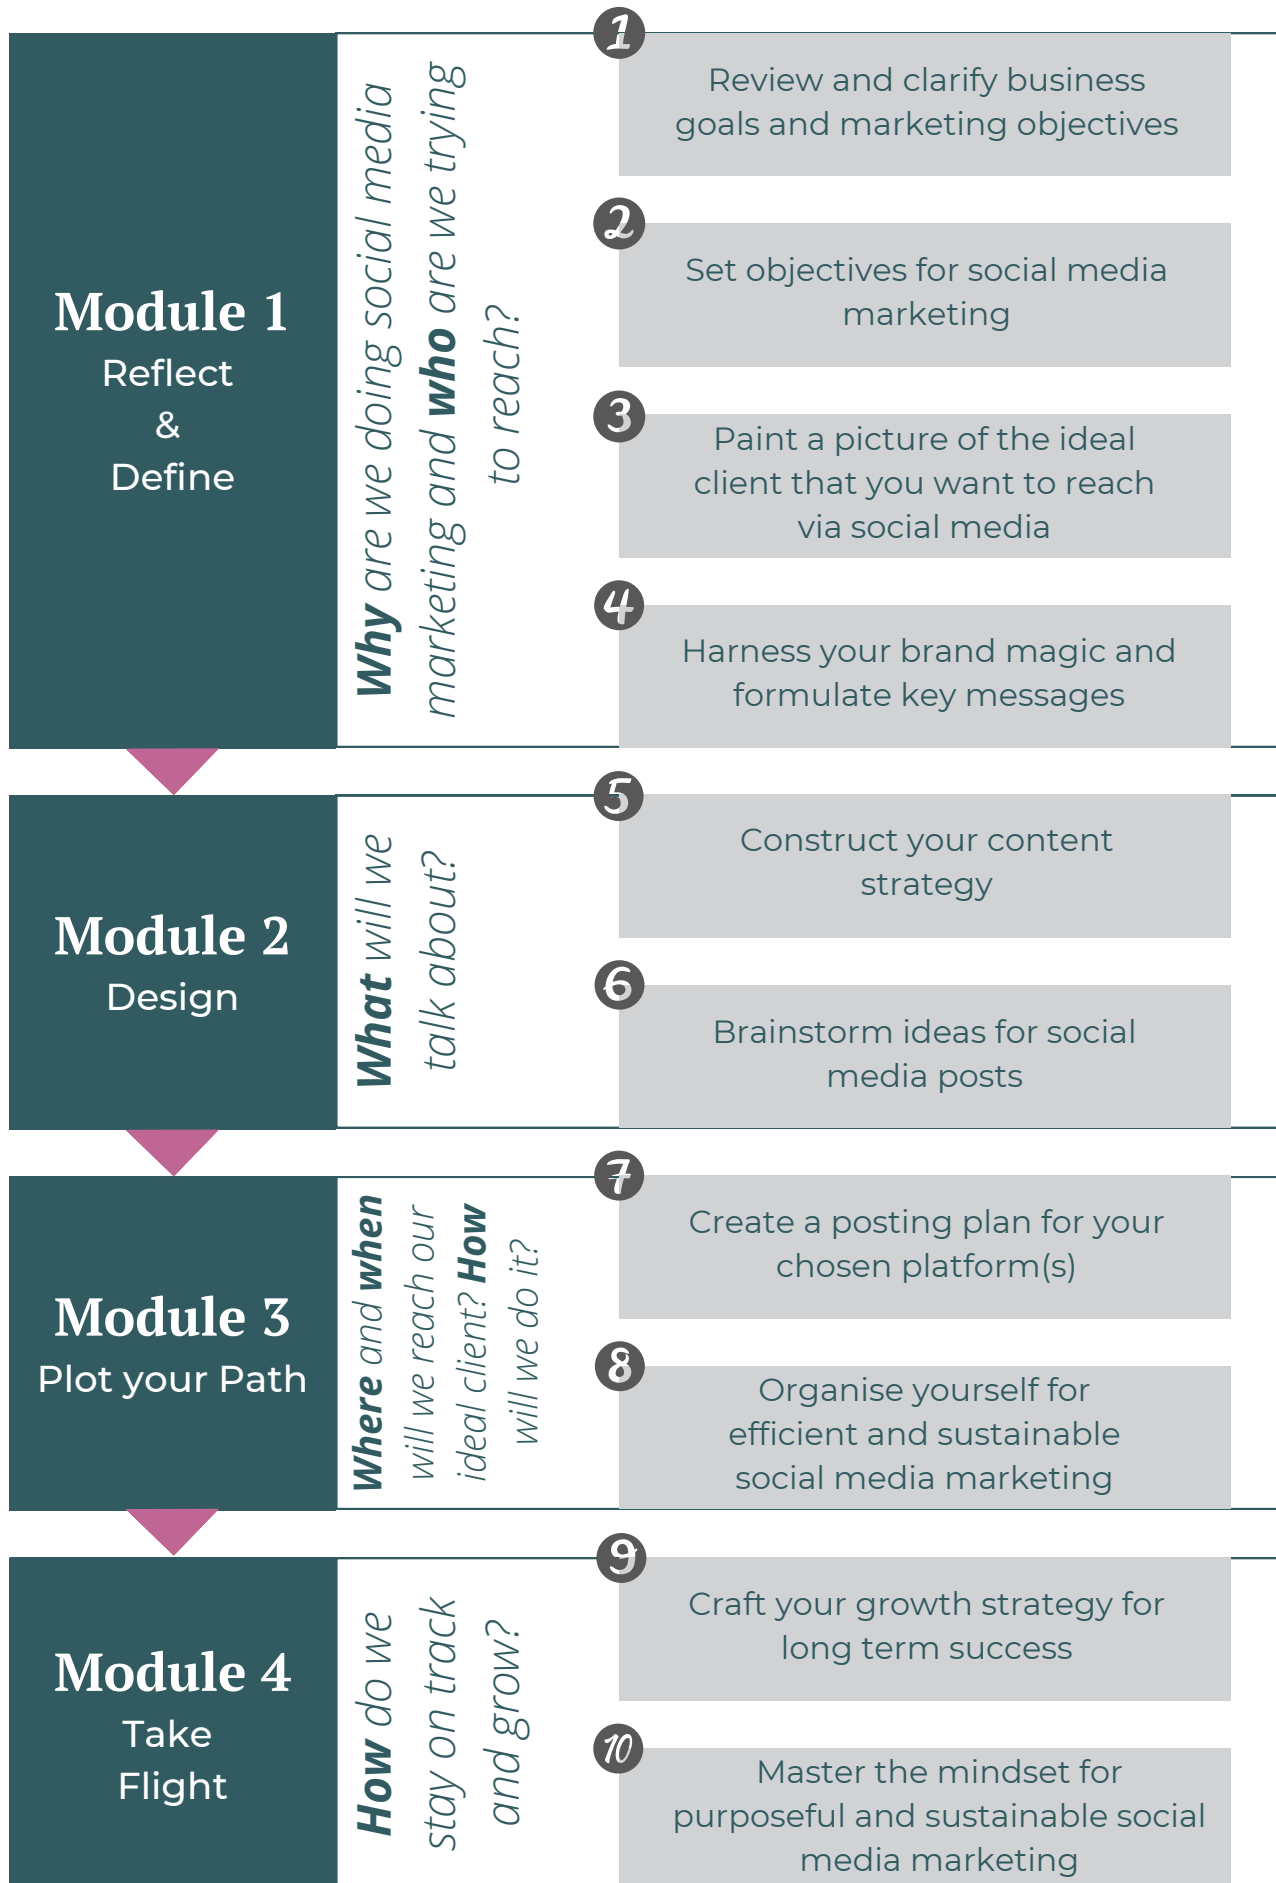 Module 1
Reflect
&
Define
Why are we doing social media
marketing and who are we trying
to reach?
1
Review and clarify business
goals and marketing objectives
2
Set objectives for social media
marketing
3
Paint a picture of the ideal
client that you want to reach
via social media
4
Harness your brand magic and
formulate key messages
Module 2
Design
What will we
talk about?
5
Construct your content
strategy
6
Brainstorm ideas for social
media posts
Module 3
Plot your Path
Where and when
will we reach our
ideal client? How
will we do it?
7
Create a posting plan for your
chosen platform(s)
8
Organise yourself for
efficient and sustainable
social media marketing
Module 4
Take
Flight
How do we
stay on track
and grow?
9
Craft your growth strategy for
long term success
10
Master the mindset for
purposeful and sustainable social
media marketing